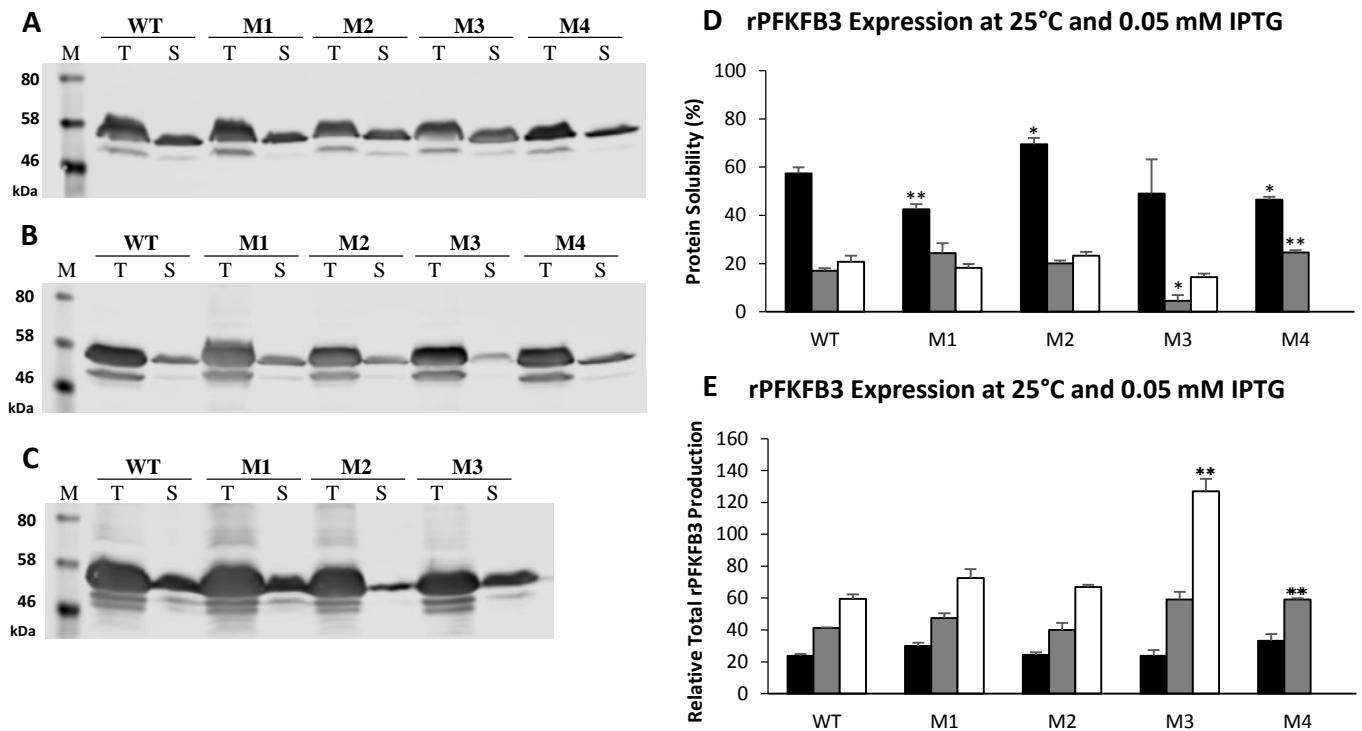 A
WT M1 M2 M3 M4
M T S T S T S T S T S
80
58
46
kDa
B
WT M1 M2 M3 M4
M T S T S T S T S T S
80
58
46
kDa
C
WT M1 M2 M3
M T S T S T S T S
80
58
46
kDa
D rPFKFB3 Expression at 25°C and 0.05 mM IPTG
Protein Solubility (%)
100
80
60
40
20
0
** * * * **
WT M1 M2 M3 M4
E rPFKFB3 Expression at 25°C and 0.05 mM IPTG
Relative Total rPFKFB3 Production
160
140
120
100
80
60
40
20
0
** **
WT M1 M2 M3 M4